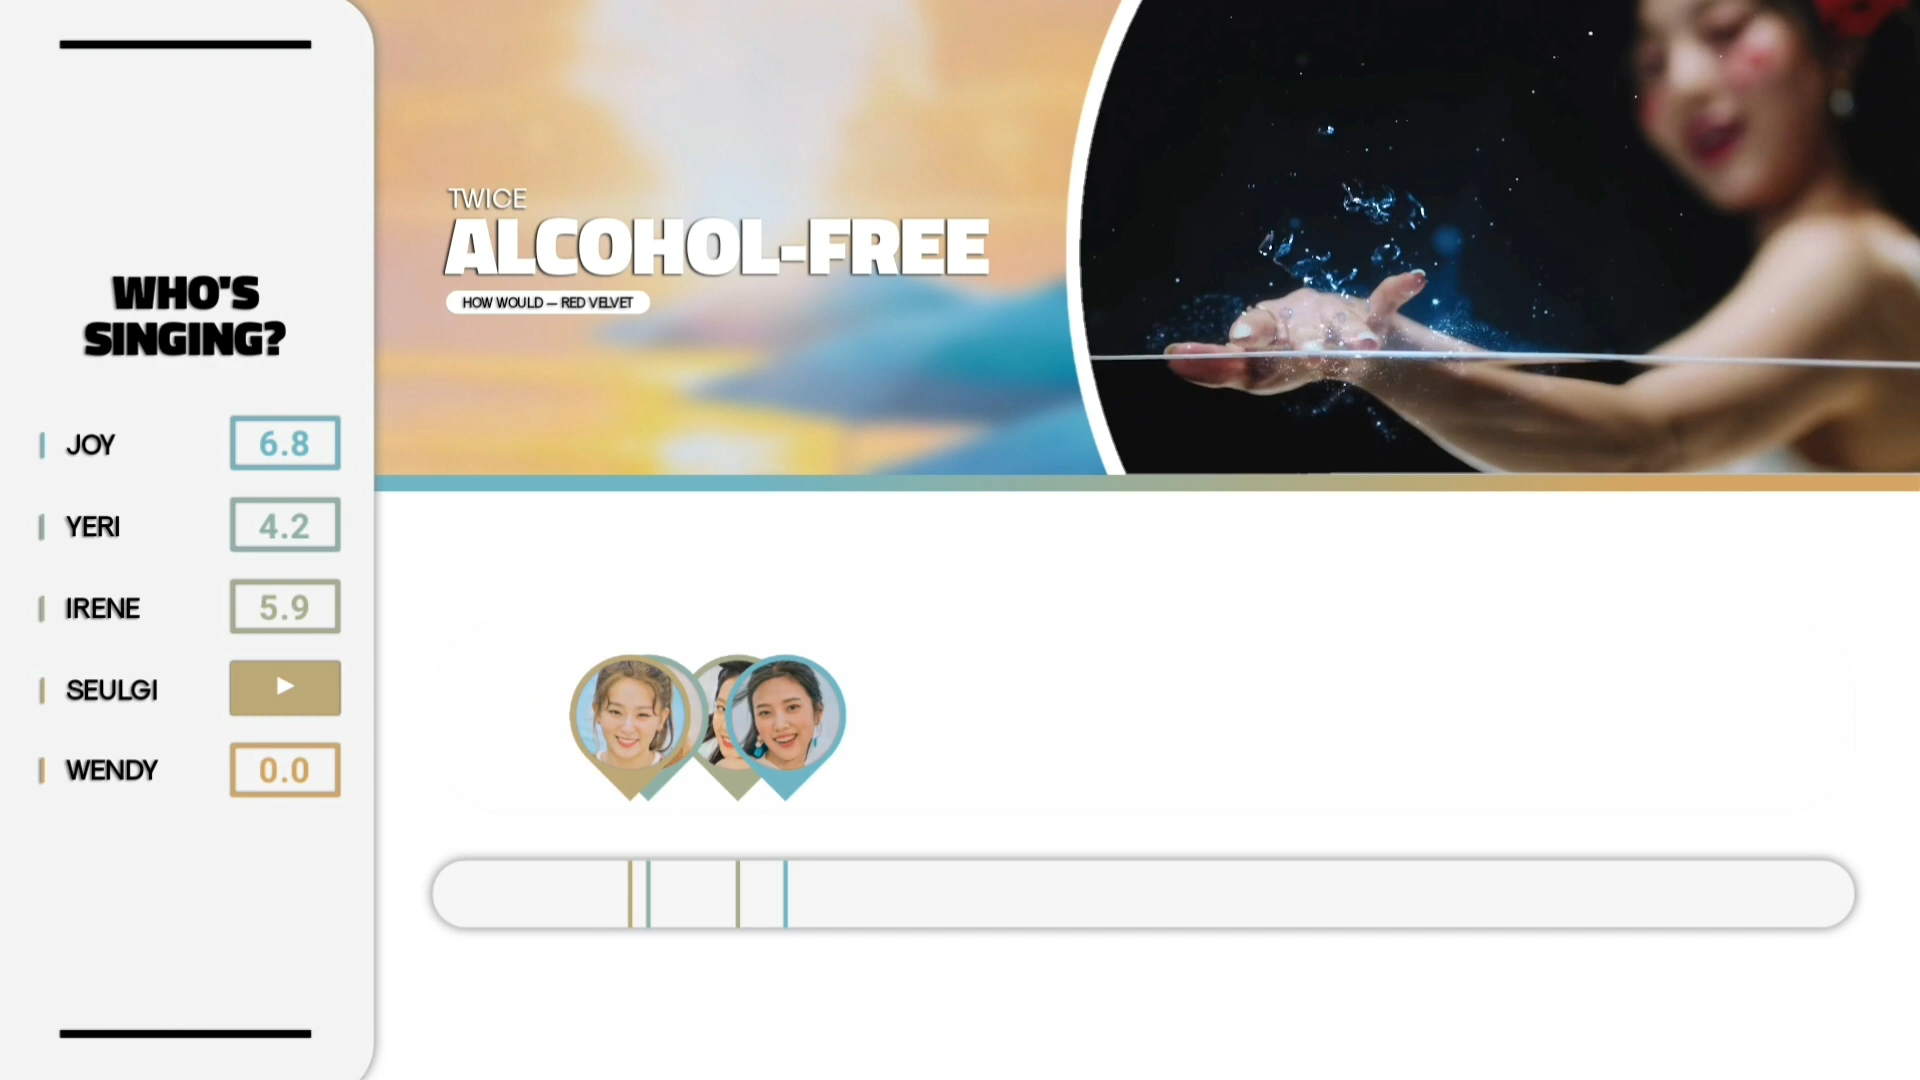 WHO'S
SINGING?
JOY 6.8
YERI 4.2
IRENE 5.9
SEULGI
WENDY 0.0
TWICE
ALCOHOL-FREE
HOW WOULD — RED VELVET